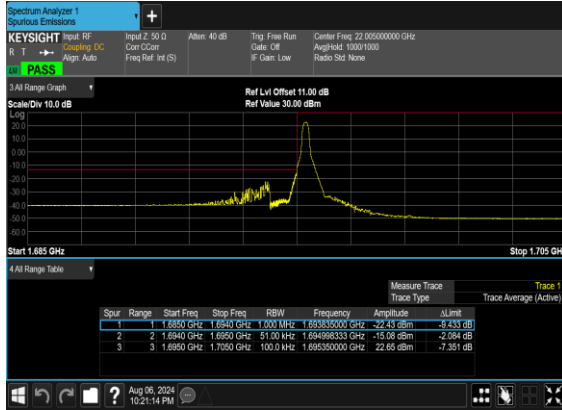 Spectrum Analyzer 1
Spurious Emissions
+
KEYSIGHT Input: RF Input Z: 50 Ω Atten: 40 dB Trig: Free Run Center Freq: 22.005000000 GHz
R T Coupling: DC Corr CCorr Gate: Off Avg|Hold: 1000/1000
Align: Auto Freq Ref: Int (S) IF Gain: Low Radio Std: None
PASS
3 All Range Graph
Ref Lvl Offset 11.00 dB
Scale/Div 10.0 dB Ref Value 30.00 dBm
Log
20.0
10.0
0.00
-10.0
-20.0
-30.0
-40.0
-50.0
-60.0
Start 1.685 GHz Stop 1.705 GH
4 All Range Table
Measure Trace Trace 1
Trace Type Trace Average (Active)
Spur Range Start Freq Stop Freq RBW Frequency Amplitude ΔLimit
1 1 1.6850 GHz 1.6940 GHz 1.000 MHz 1.693835000 GHz -22.43 dBm -9.433 dB
2 2 1.6940 GHz 1.6950 GHz 51.00 kHz 1.694998333 GHz -15.08 dBm -2.084 dB
3 3 1.6950 GHz 1.7050 GHz 100.0 kHz 1.695350000 GHz 22.65 dBm -7.351 dB
? Aug 06, 2024
10:21:14 PM